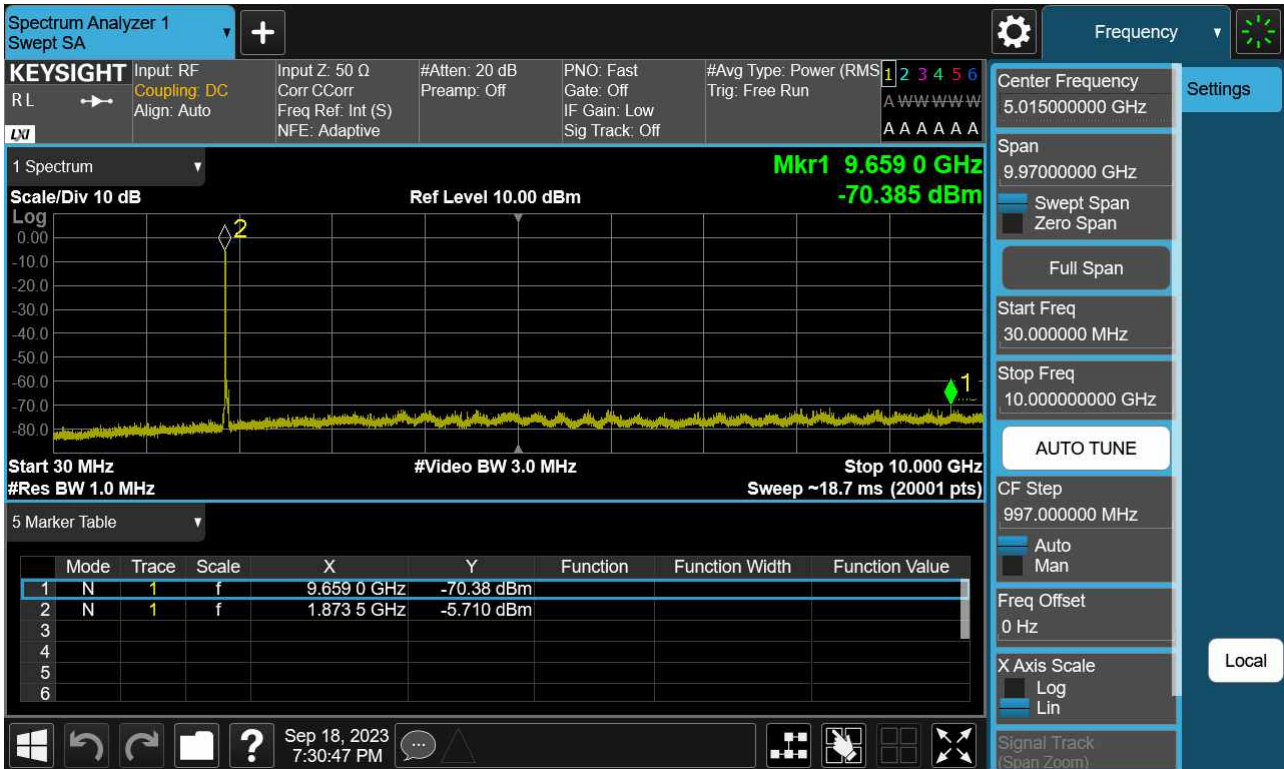 Spectrum Analyzer 1
Swept SA
+
Frequency
KEYSIGHT
R L
LXI
Input: RF
Coupling: DC
Align: Auto
Input Z: 50 Ω
Corr CCorr
Freq Ref: Int (S)
NFE: Adaptive
#Atten: 20 dB
Preamp: Off
PNO: Fast
Gate: Off
IF Gain: Low
Sig Track: Off
#Avg Type: Power (RMS
Trig: Free Run
1 2 3 4 5 6
A W W W W W
A A A A A A
1 Spectrum
Mkr1 9.659 0 GHz
-70.385 dBm
Scale/Div 10 dB
Ref Level 10.00 dBm
Log
0.00
-10.0
-20.0
-30.0
-40.0
-50.0
-60.0
-70.0
-80.0
2
1
Start 30 MHz
#Video BW 3.0 MHz
Stop 10.000 GHz
#Res BW 1.0 MHz
Sweep ~18.7 ms (20001 pts)
5 Marker Table
Mode Trace Scale X Y Function Function Width Function Value
1 N 1 f 9.659 0 GHz -70.38 dBm
2 N 1 f 1.873 5 GHz -5.710 dBm
3
4
5
6
?
Sep 18, 2023
7:30:47 PM
Center Frequency
5.015000000 GHz
Span
9.97000000 GHz
Swept Span
Zero Span
Full Span
Start Freq
30.000000 MHz
Stop Freq
10.000000000 GHz
AUTO TUNE
CF Step
997.000000 MHz
Auto
Man
Freq Offset
0 Hz
X Axis Scale
Log
Lin
Signal Track
(Span Zoom)
Settings
Local